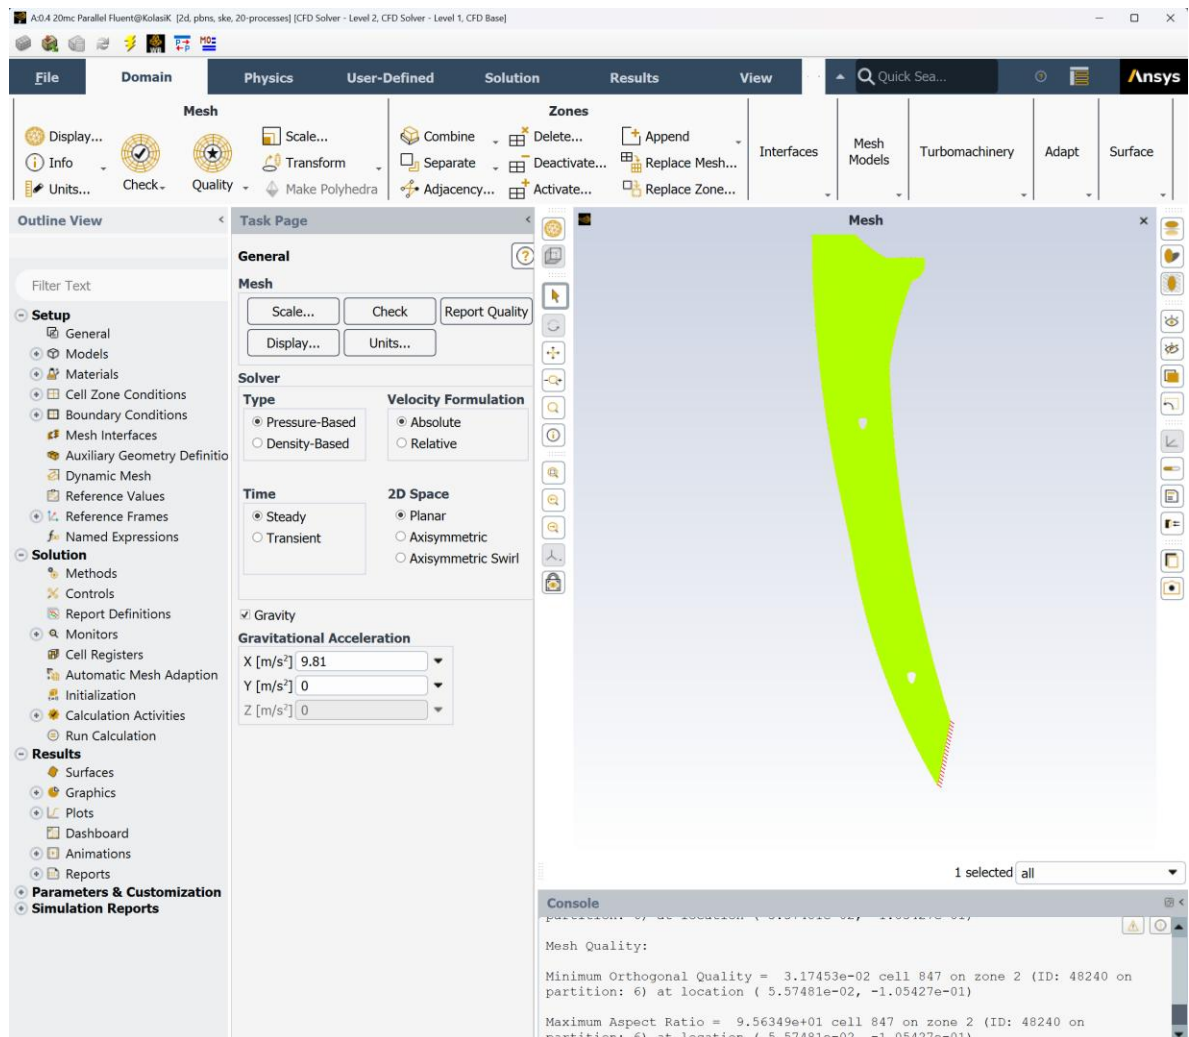 A:0.4 20mc Parallel Fluent@KolasiK [2d, pbns, ske, 20-processes] [CFD Solver - Level 2, CFD Solver - Level 1, CFD Base]
File Domain Physics User-Defined Solution Results View Quick Sea... Ansys
Mesh Zones
Display... Scale... Combine Delete... Append
Info Transform Separate Deactivate... Replace Mesh...
Units... Check Quality Make Polyhedra Adjacency... Activate... Replace Zone...
Interfaces Mesh Models Turbomachinery Adapt Surface
Outline View
Filter Text
Setup
General
Models
Materials
Cell Zone Conditions
Boundary Conditions
Mesh Interfaces
Auxiliary Geometry Definitio
Dynamic Mesh
Reference Values
Reference Frames
Named Expressions
Solution
Methods
Controls
Report Definitions
Monitors
Cell Registers
Automatic Mesh Adaption
Initialization
Calculation Activities
Run Calculation
Results
Surfaces
Graphics
Plots
Dashboard
Animations
Reports
Parameters & Customization
Simulation Reports
Task Page
General
Mesh
Scale... Check Report Quality
Display... Units...
Solver
Type Velocity Formulation
Pressure-Based Absolute
Density-Based Relative
Time 2D Space
Steady Planar
Transient Axisymmetric
Axisymmetric Swirl
Gravity
Gravitational Acceleration
X [m/s²] 9.81
Y [m/s²] 0
Z [m/s²] 0
Mesh
1 selected all
Console
Mesh Quality:
Minimum Orthogonal Quality = 3.17453e-02 cell 847 on zone 2 (ID: 48240 on
partition: 6) at location ( 5.57481e-02, -1.05427e-01)
Maximum Aspect Ratio = 9.56349e+01 cell 847 on zone 2 (ID: 48240 on
partition: 6) at location ( 5.57481e-02, -1.05427e-01)